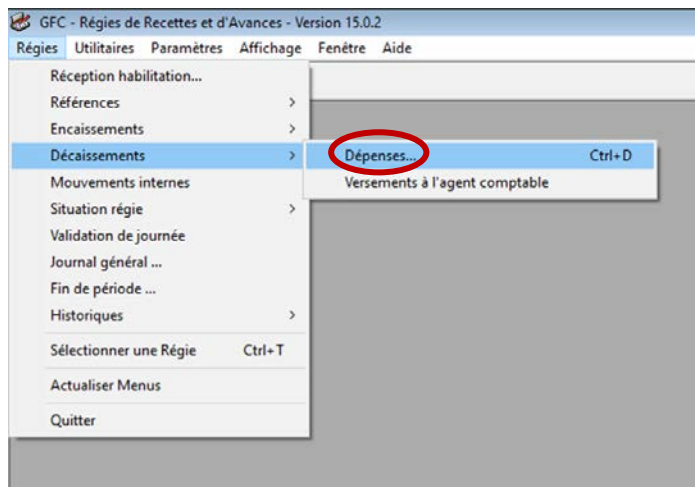 GFC - Régies de Recettes et d'Avances - Version 15.0.2
Régies Utilitaires Paramètres Affichage Fenêtre Aide
Réception habilitation...
Références >
Encaissements >
Décaissements >
Dépenses... Ctrl+D
Mouvements internes
Versements à l'agent comptable
Situation régie >
Validation de journée
Journal général ...
Fin de période ...
Historiques >
Sélectionner une Régie Ctrl+T
Actualiser Menus
Quitter